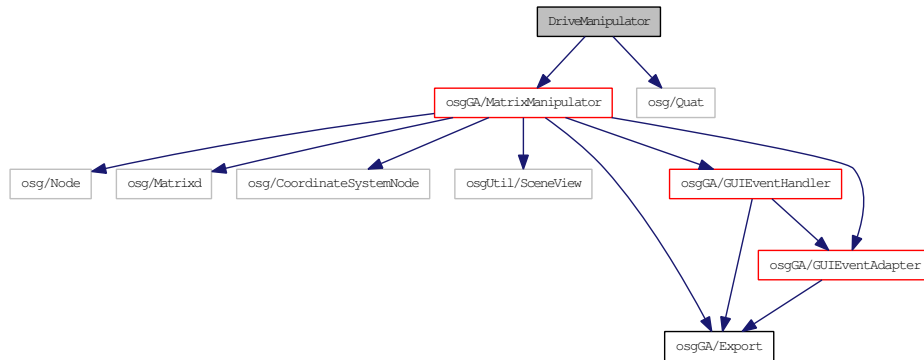 DriveManipulator
osgGA/MatrixManipulator
osg/Quat
osg/Node
osg/Matrixd
osg/CoordinateSystemNode
osgUtil/SceneView
osgGA/GUIEventHandler
osgGA/GUIEventAdapter
osgGA/Export